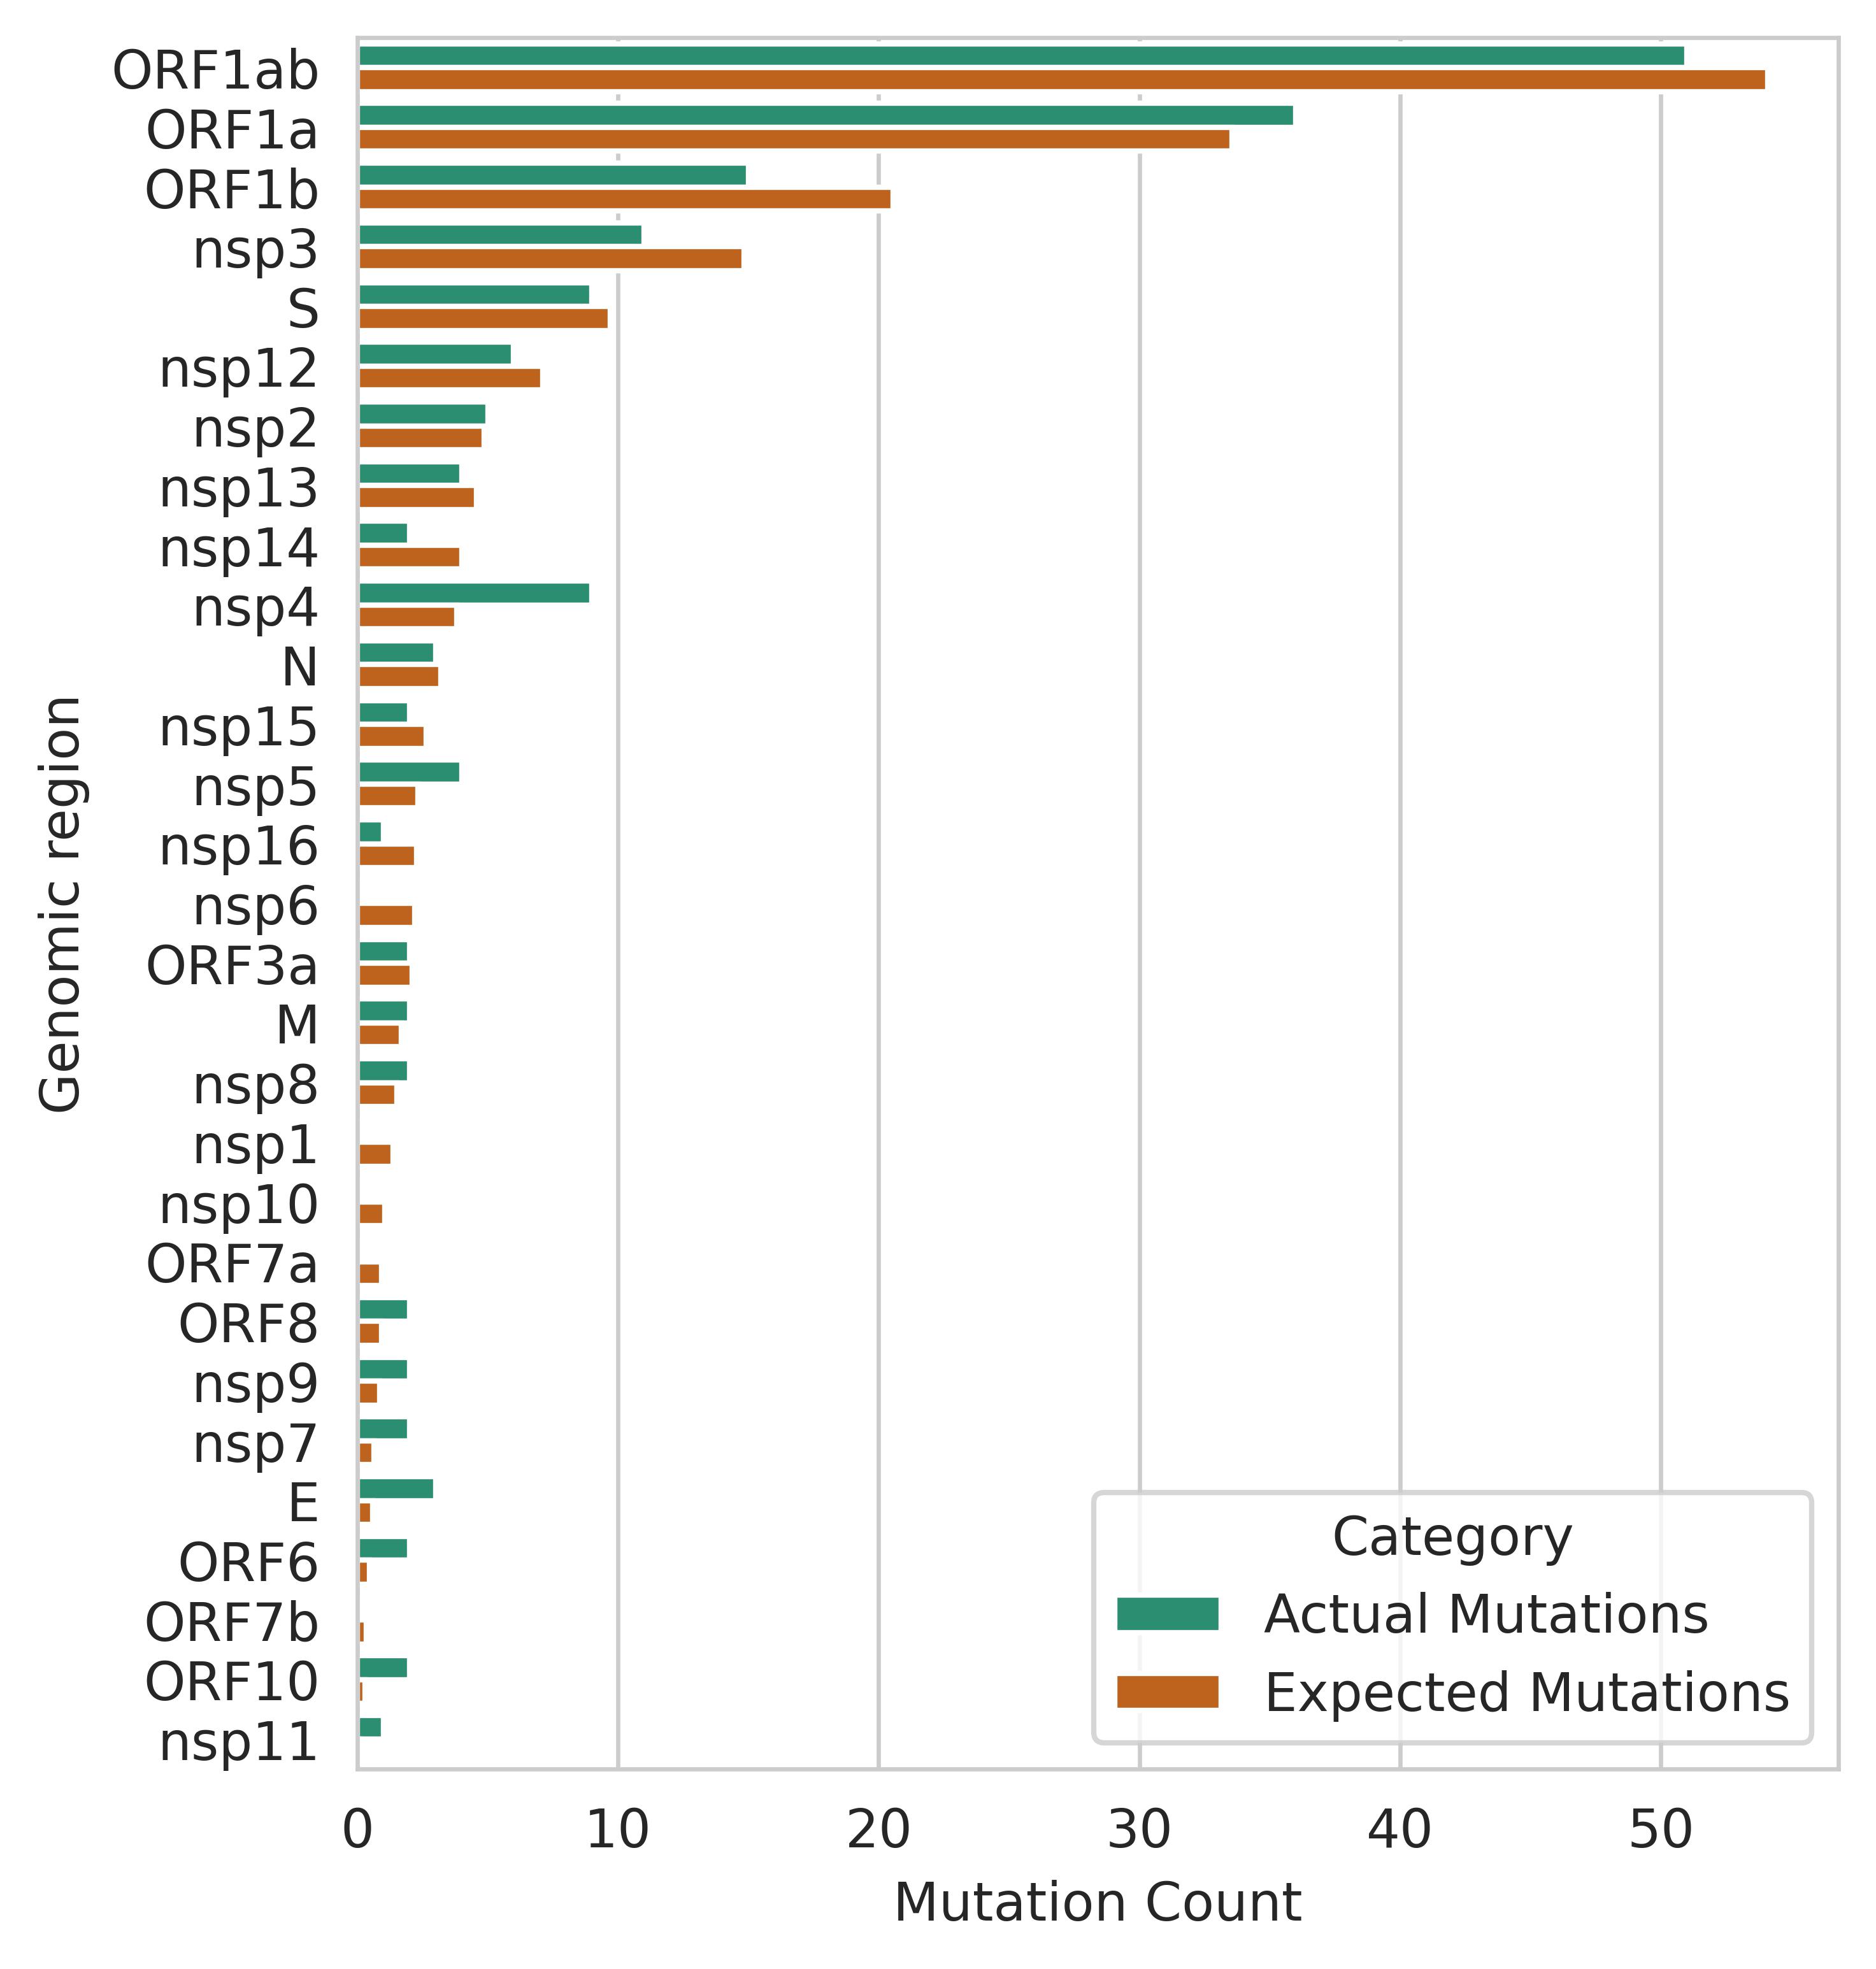 ORF1ab
ORF1a
ORF1b
nsp3
S
nsp12
nsp2
nsp13
nsp14
nsp4
N
nsp15
nsp5
nsp16
nsp6
ORF3a
M
nsp8
nsp1
nsp10
ORF7a
ORF8
nsp9
nsp7
E
ORF6
ORF7b
ORF10
nsp11
Genomic region
Category
Actual Mutations
Expected Mutations
0 10 20 30 40 50
Mutation Count